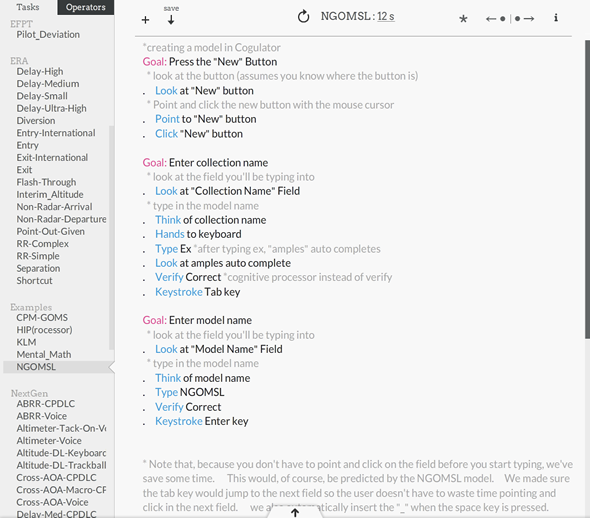 Tasks
Operators
EFPT
Pilot_Deviation
ERA
Delay-High
Delay-Medium
Delay-Small
Delay-Ultra-High
Diversion
Entry-International
Entry
Exit-International
Exit
Flash-Through
Interim_Altitude
Non-Radar-Arrival
Non-Radar-Departure
Point-Out-Given
RR-Complex
RR-Simple
Separation
Shortcut
Examples
CPM-GOMS
HIP(rocessor)
KLM
Mental_Math
NGOMSL
NextGen
ABRR-CPDLC
ABRR-Voice
Altimeter-Tack-On-Vo
Altimeter-Voice
Altitude-DL-Keyboarc
Altitude-DL-Trackball
Cross-AOA-CPDLC
Cross-AOA-Macro-CF
Cross-AOA-Voice
Delay-Med-CPDLC
+
save
NGOMSL : 12 s
* ←●|●→ i
*creating a model in Cogulator
Goal: Press the "New" Button
* look at the button (assumes you know where the button is)
. Look at "New" button
* Point and click the new button with the mouse cursor
. Point to "New" button
. Click "New" button
Goal: Enter collection name
* look at the field you'll be typing into
. Look at "Collection Name" Field
* type in the model name
. Think of collection name
. Hands to keyboard
. Type Ex *after typing ex, "amples" auto completes
. Look at amples auto complete
. Verify Correct *cognitive processor instead of verify
. Keystroke Tab key
Goal: Enter model name
* look at the field you'll be typing into
. Look at "Model Name" Field
* type in the model name
. Think of model name
. Type NGOMSL
. Verify Correct
. Keystroke Enter key
* Note that, because you don't have to point and click on the field before you start typing, we've
save some time. This would, of course, be predicted by the NGOMSL model. We made sure
the tab key would jump to the next field so the user doesn't have to waste time pointing and
click in the next field. we also automatically insert the "_" when the space key is pressed.